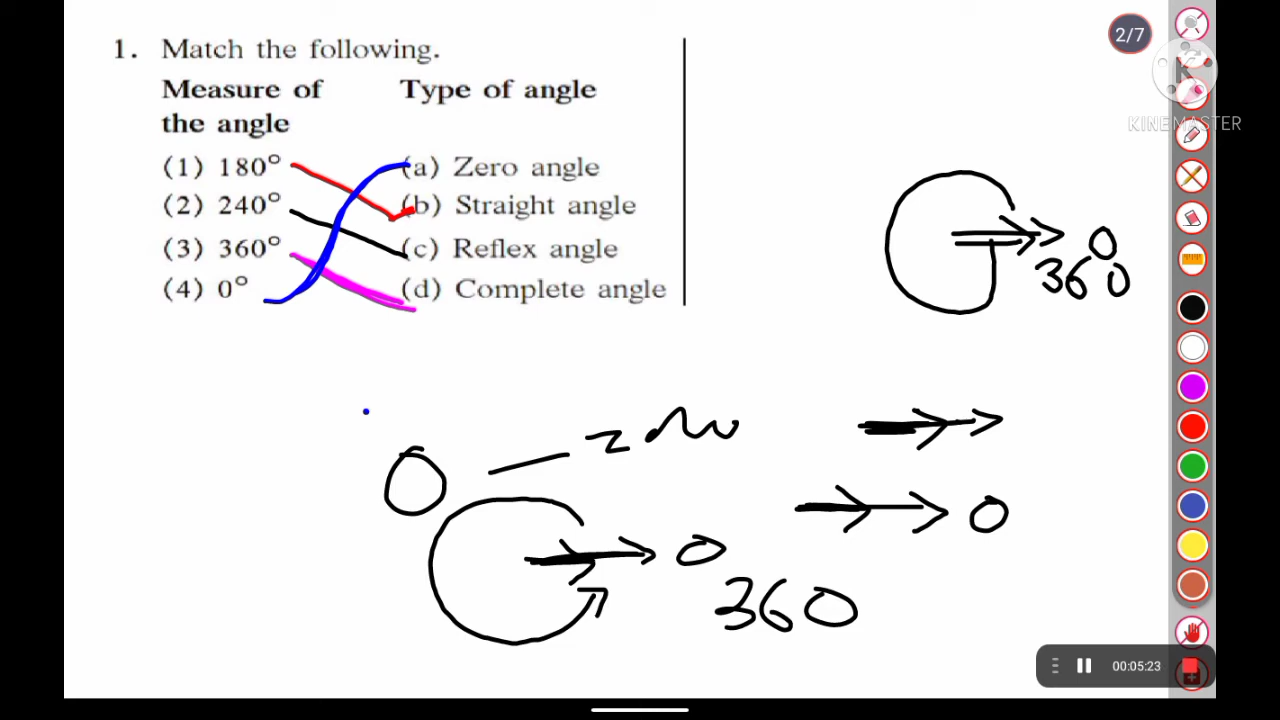 1. Match the following.
Measure of the angle Type of angle
(1) 180° (a) Zero angle
(2) 240° (b) Straight angle
(3) 360° (c) Reflex angle
(4) 0° (d) Complete angle
2/7
KINEMASTER
0
360
0 — zero
0
0
360
00:05:23